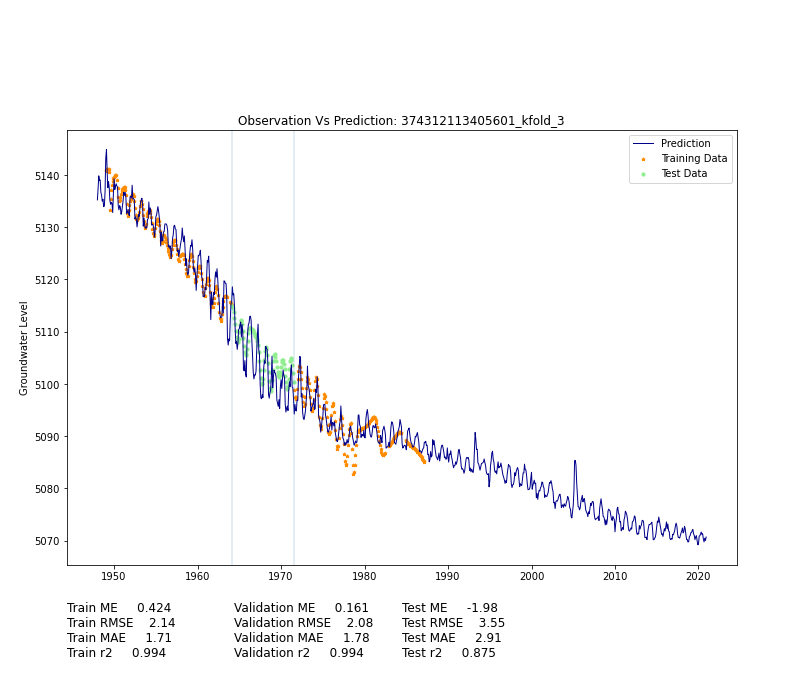 Observation Vs Prediction: 374312113405601_kfold_3
Prediction
Training Data
Test Data
5140
5130
5120
5110
5100
5090
5080
5070
Groundwater Level
1950 1960 1970 1980 1990 2000 2010 2020
Train ME 0.424 Validation ME 0.161 Test ME -1.98
Train RMSE 2.14 Validation RMSE 2.08 Test RMSE 3.55
Train MAE 1.71 Validation MAE 1.78 Test MAE 2.91
Train r2 0.994 Validation r2 0.994 Test r2 0.875